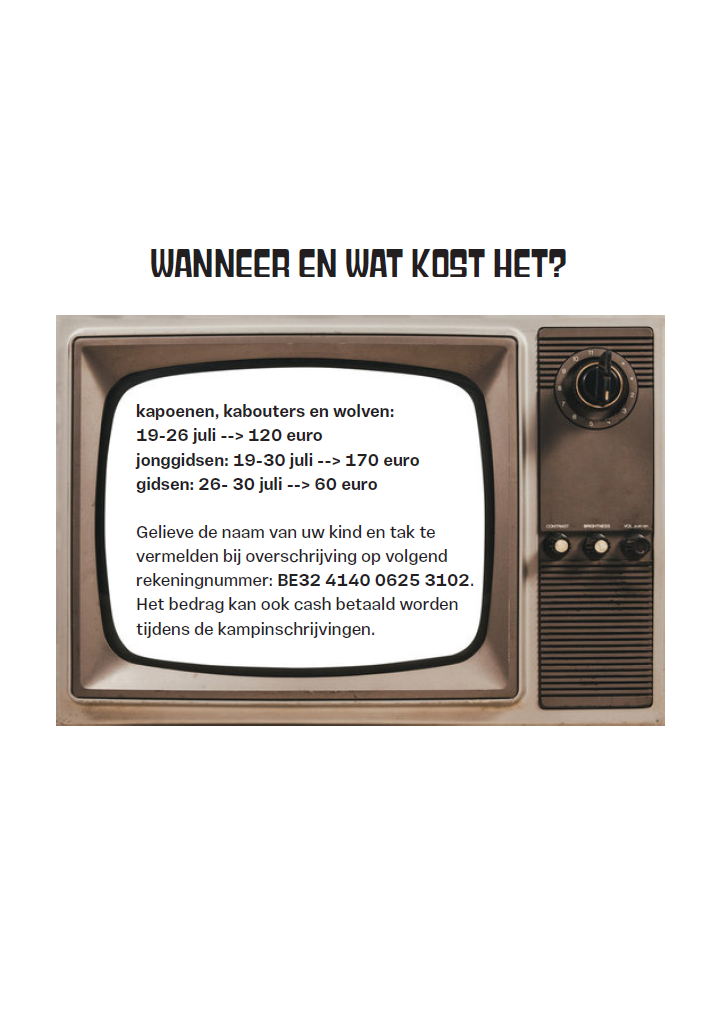 WANNEER EN WAT KOST HET?
kapoenen, kabouters en wolven:
19-26 juli --> 120 euro
jonggidsen: 19-30 juli --> 170 euro
gidsen: 26- 30 juli --> 60 euro
Gelieve de naam van uw kind en tak te
vermelden bij overschrijving op volgend
rekeningnummer: BE32 4140 0625 3102.
Het bedrag kan ook cash betaald worden
tijdens de kampinschrijvingen.
CONTRAST BRIGHTNESS